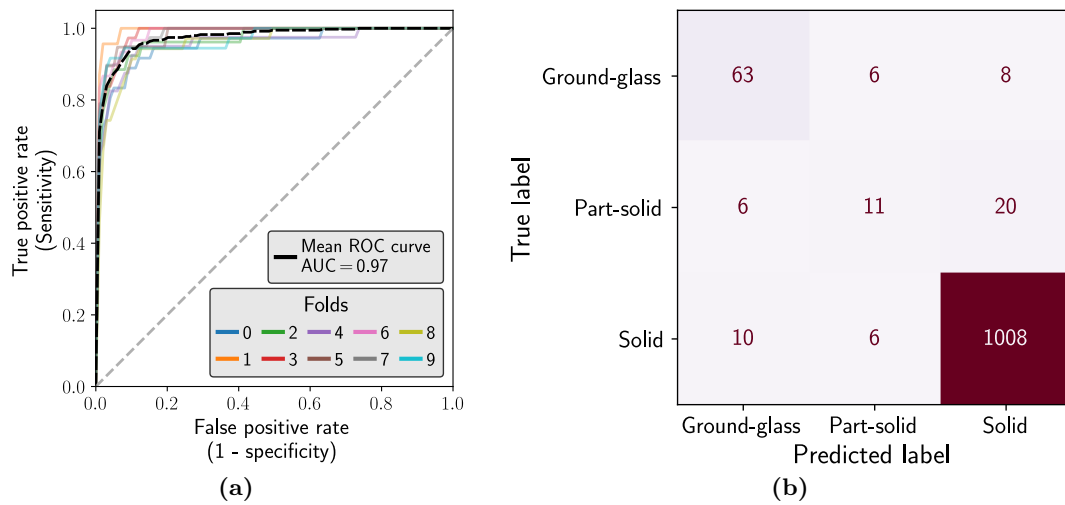 1.0
0.8
0.6
0.4
0.2
0.0
0.0 0.2 0.4 0.6 0.8 1.0
True positive rate
(Sensitivity)
False positive rate
(1 - specificity)
Mean ROC curve
AUC = 0.97
Folds
0 2 4 6 8
1 3 5 7 9
(a)
True label
Ground-glass 63 6 8
Part-solid 6 11 20
Solid 10 6 1008
Ground-glass Part-solid Solid
Predicted label
(b)